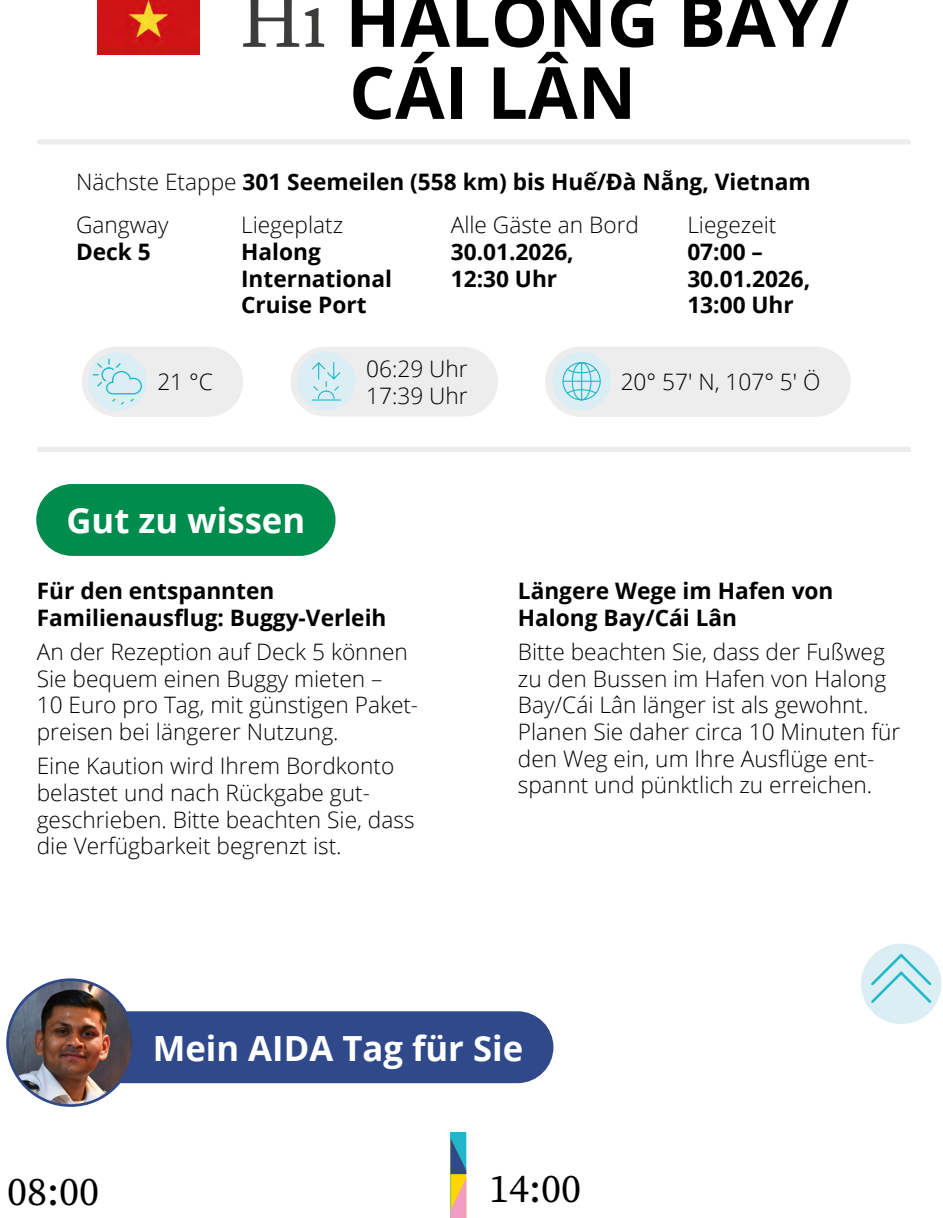 H1 HALONG BAY/
CÁI LÂN
Nächste Etappe 301 Seemeilen (558 km) bis Huế/Đà Nẵng, Vietnam
Gangway
Deck 5
Liegeplatz
Halong
International
Cruise Port
Alle Gäste an Bord
30.01.2026,
12:30 Uhr
Liegezeit
07:00 –
30.01.2026,
13:00 Uhr
21 °C
06:29 Uhr
17:39 Uhr
20° 57' N, 107° 5' Ö
Gut zu wissen
Für den entspannten
Familienausflug: Buggy-Verleih
An der Rezeption auf Deck 5 können
Sie bequem einen Buggy mieten –
10 Euro pro Tag, mit günstigen Paket-
preisen bei längerer Nutzung.
Eine Kaution wird Ihrem Bordkonto
belastet und nach Rückgabe gut-
geschrieben. Bitte beachten Sie, dass
die Verfügbarkeit begrenzt ist.
Längere Wege im Hafen von
Halong Bay/Cái Lân
Bitte beachten Sie, dass der Fußweg
zu den Bussen im Hafen von Halong
Bay/Cái Lân länger ist als gewohnt.
Planen Sie daher circa 10 Minuten für
den Weg ein, um Ihre Ausflüge ent-
spannt und pünktlich zu erreichen.
Mein AIDA Tag für Sie
08:00
14:00